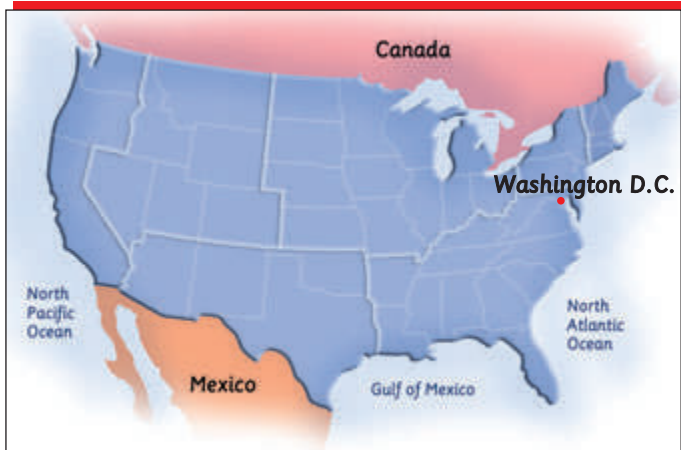 Canada
Washington D.C.
North
Pacific
Ocean
North
Atlantic
Ocean
Mexico
Gulf of Mexico